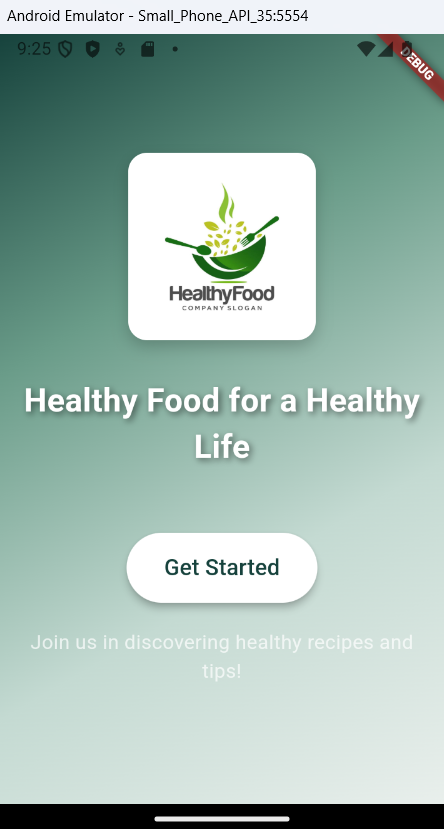 Android Emulator - Small_Phone_API_35:5554
9:25
DEBUG
HealthyFood
COMPANY SLOGAN
Healthy Food for a Healthy
Life
Get Started
Join us in discovering healthy recipes and
tips!